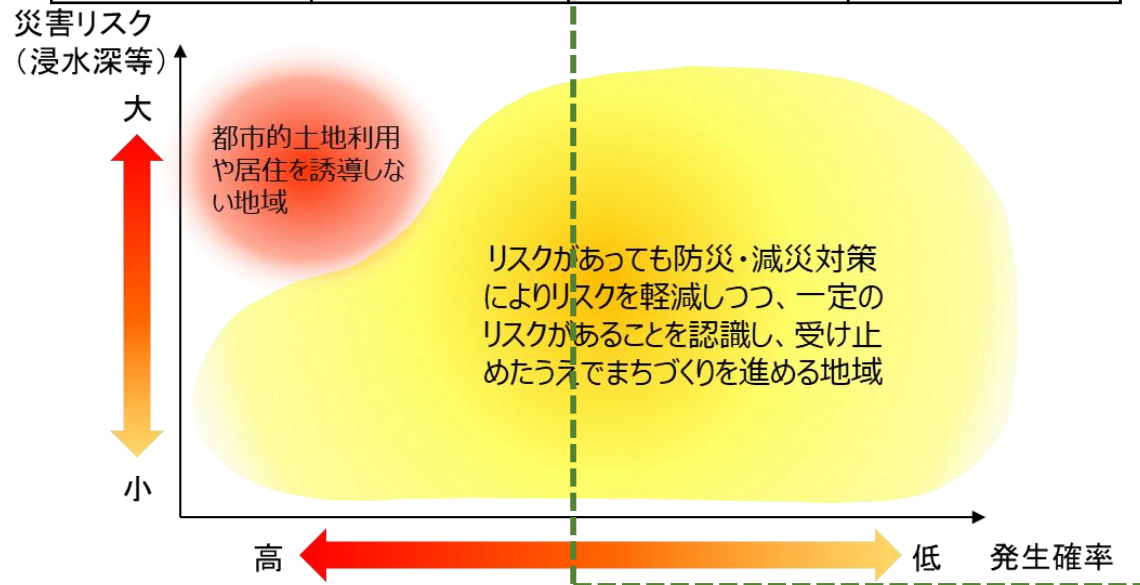 災害リスク
（浸水深等）
大
都市的土地利用
や居住を誘導しな
い地域
リスクがあっても防災・減災対策
によりリスクを軽減しつつ、一定の
リスクがあることを認識し、受け止
めたうえでまちづくりを進める地域
小
高
低
発生確率